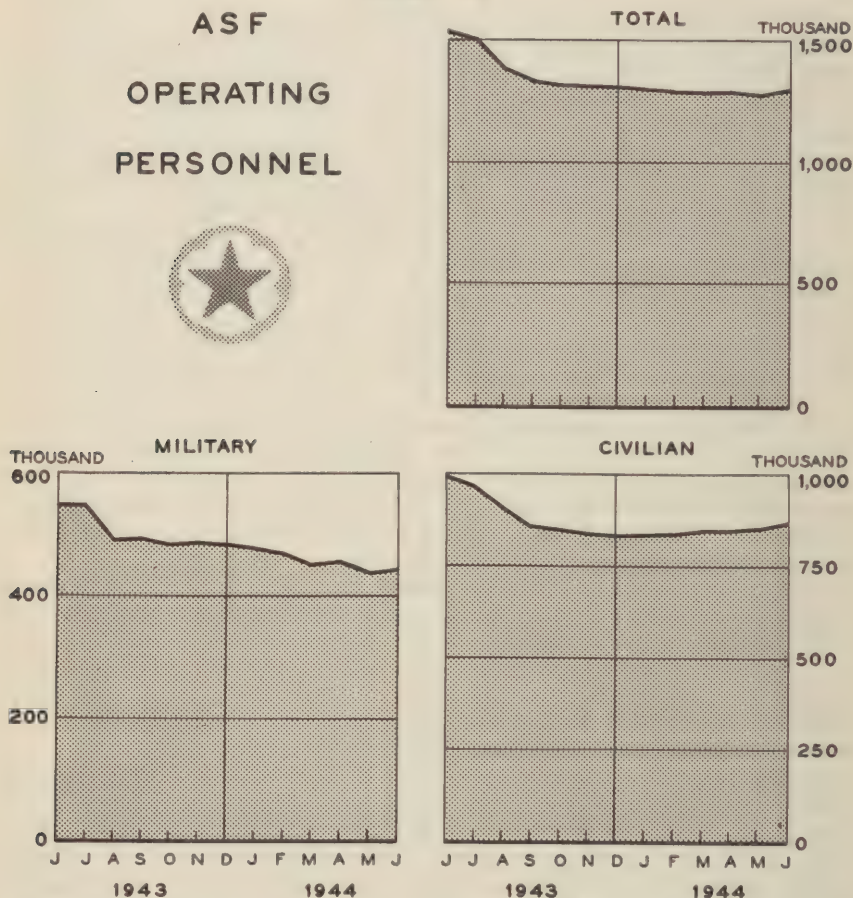 ASF
OPERATING
PERSONNEL
TOTAL
THOUSAND
1,500
1,000
500
0
MILITARY
THOUSAND
600
400
200
0
J J A S O N D J F M A M J
1943 1944
CIVILIAN
THOUSAND
1,000
750
500
250
0
J J A S O N D J F M A M J
1943 1944